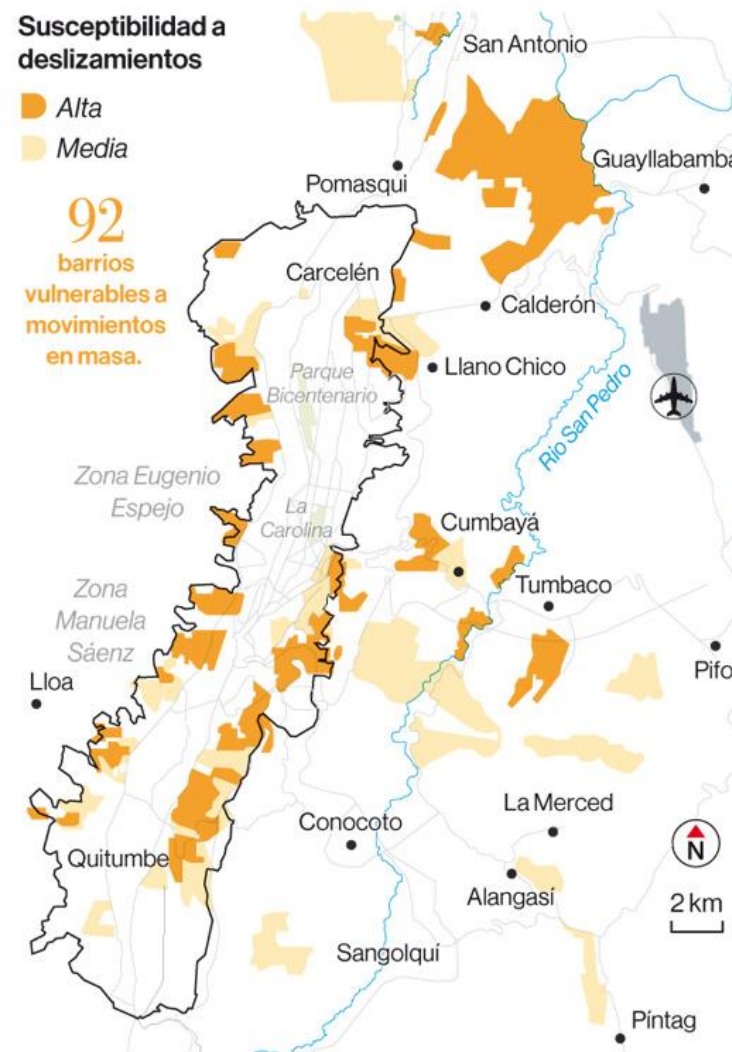 Susceptibilidad a
deslizamientos
Alta
Media
92
barrios
vulnerables a
movimientos
en masa.
San Antonio
Guayllabamba
Pomasqui
Carcelén
Calderón
Llano Chico
Parque
Bicentenario
Rio San Pedro
Zona Eugenio
Espejo
La
Carolina
Cumbayá
Zona
Manuela
Sáenz
Tumbaco
Pifo
Lloa
La Merced
Conocoto
N
Quitumbe
Alangasí
2 km
Sangolquí
Píntag